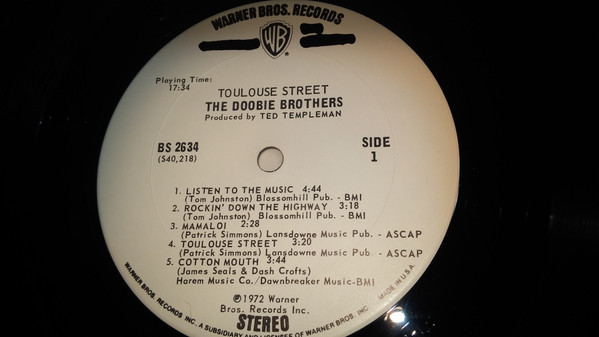 WARNER BROS. RECORDS
WB
Playing Time:
17:34
TOULOUSE STREET
THE DOOBIE BROTHERS
Produced by TED TEMPLEMAN
BS 2634
(S40,218)
SIDE
1
1. LISTEN TO THE MUSIC 4:44
(Tom Johnston) Blossomhill Pub. - BMI
2. ROCKIN' DOWN THE HIGHWAY 3:18
(Tom Johnston) Blossomhill Pub. - BMI
3. MAMALOI 2:28
(Patrick Simmons) Lansdowne Music Pub. - ASCAP
4. TOULOUSE STREET 3:20
(Patrick Simmons) Lansdowne Music Pub. - ASCAP
5. COTTON MOUTH 3:44
(James Seals & Dash Crofts)
Harem Music Co./Dawnbreaker Music-BMI
℗1972 Warner
Bros. Records Inc.
STEREO
WARNER BROS. RECORDS INC., A SUBSIDIARY AND LICENSEE OF WARNER BROS. INC.
MADE IN U.S.A.